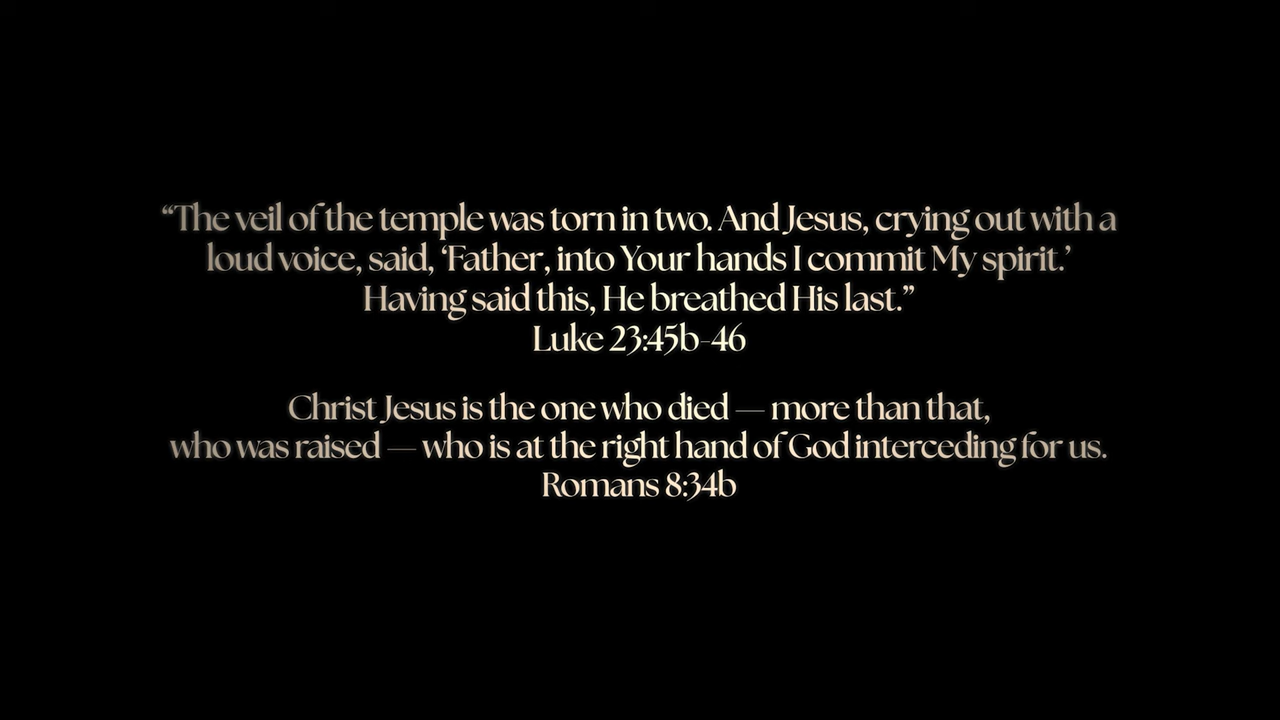 “The veil of the temple was torn in two. And Jesus, crying out with a
loud voice, said, ‘Father, into Your hands I commit My spirit.’
Having said this, He breathed His last.”
Luke 23:45b-46
Christ Jesus is the one who died — more than that,
who was raised — who is at the right hand of God interceding for us.
Romans 8:34b